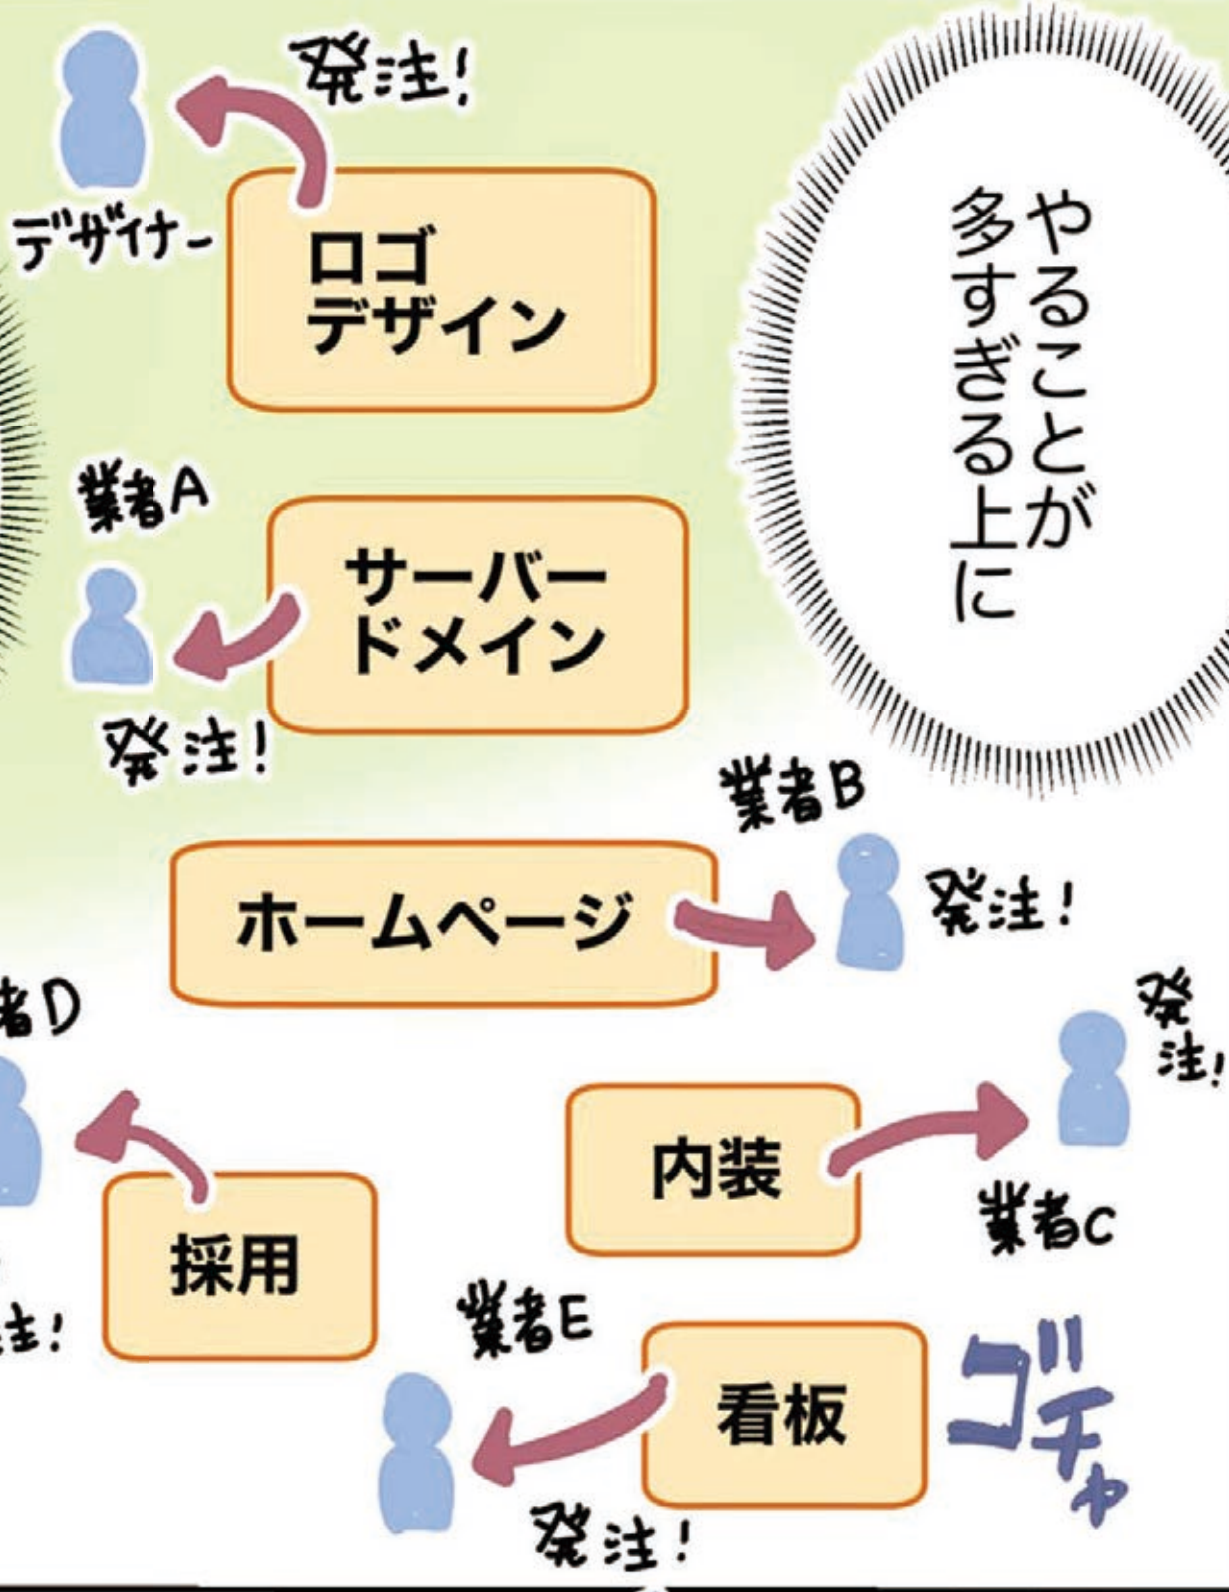 やることが
多すぎる上に
発注!
デザイナー
ロゴ
デザイン
業者A
サーバー
ドメイン
発注!
業者B
ホームページ
発注!
者D
発
注!
内装
業者C
採用
業者E
看板
ゴチャ
発注!